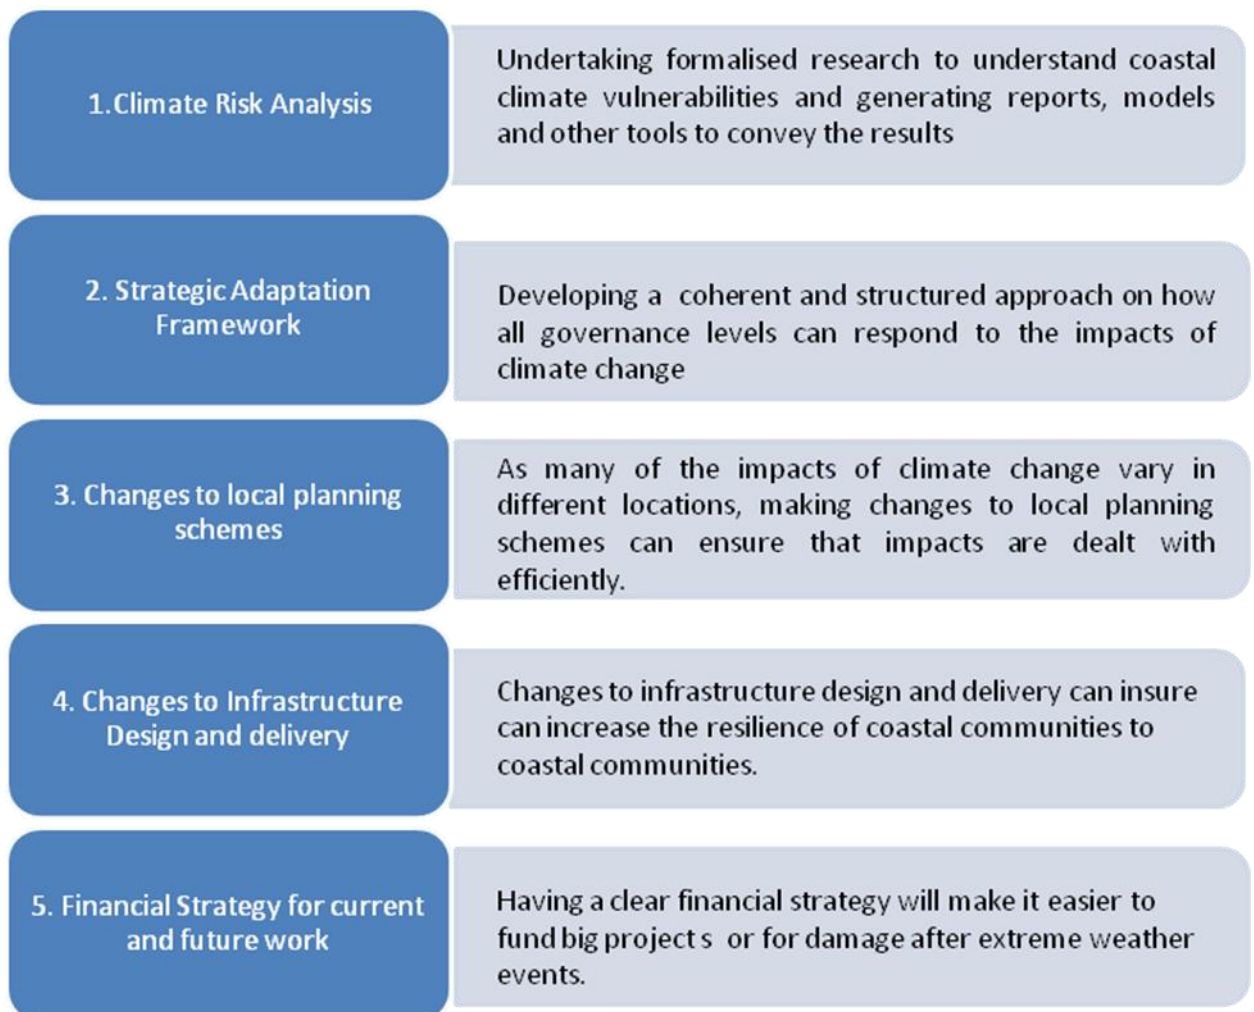 1.Climate Risk Analysis
Undertaking formalised research to understand coastal
climate vulnerabilities and generating reports, models
and other tools to convey the results
2. Strategic Adaptation
Framework
Developing a coherent and structured approach on how
all governance levels can respond to the impacts of
climate change
3. Changes to local planning
schemes
As many of the impacts of climate change vary in
different locations, making changes to local planning
schemes can ensure that impacts are dealt with
efficiently.
4. Changes to Infrastructure
Design and delivery
Changes to infrastructure design and delivery can insure
can increase the resilience of coastal communities to
coastal communities.
5. Financial Strategy for current
and future work
Having a clear financial strategy will make it easier to
fund big projects or for damage after extreme weather
events.